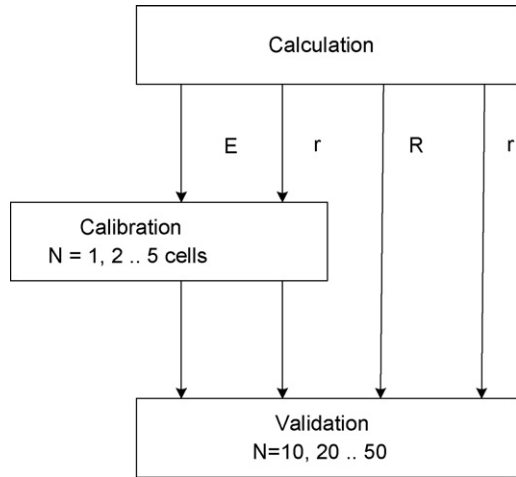 Calculation
E
r
R
r
Calibration
N = 1, 2 .. 5 cells
Validation
N=10, 20 .. 50